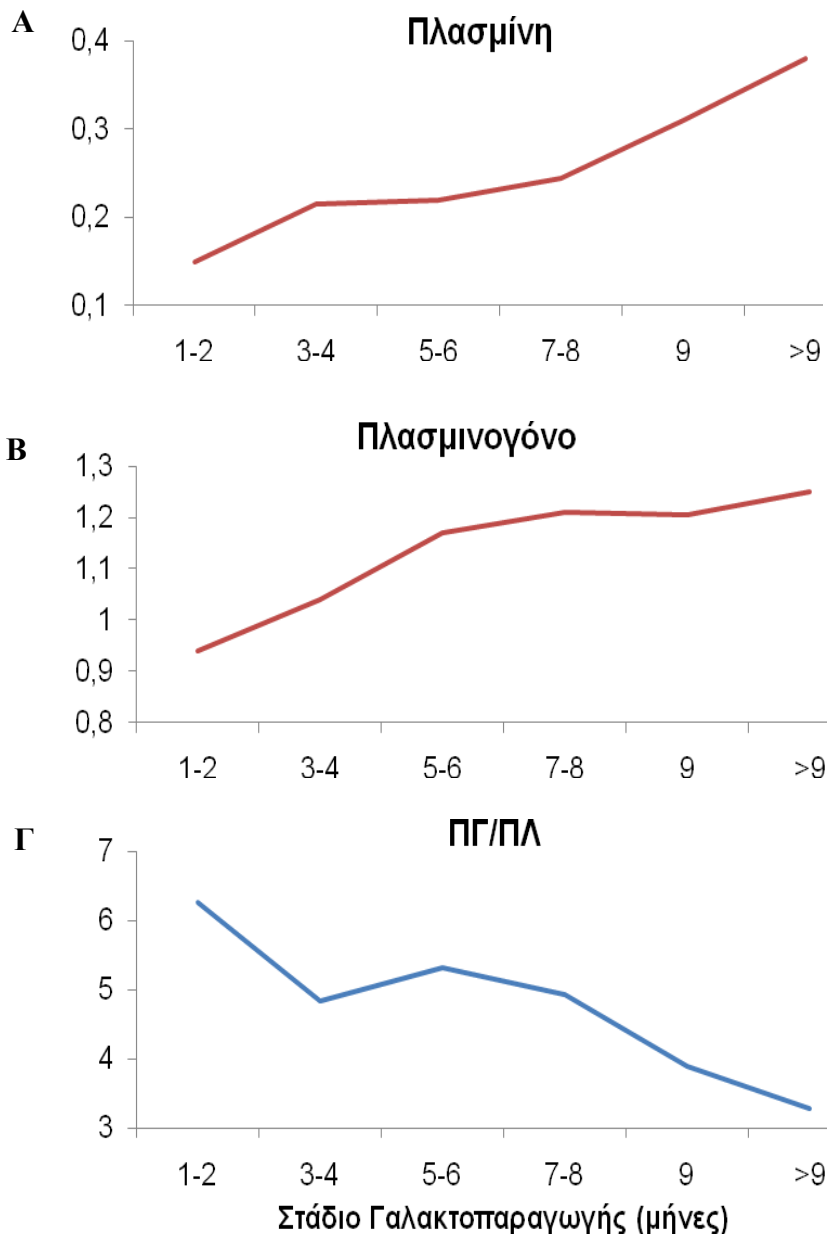 Α
Πλασμίνη
0,4
0,3
0,2
0,1
1-2 3-4 5-6 7-8 9 >9
Β
Πλασμινογόνο
1,3
1,2
1,1
1
0,9
0,8
1-2 3-4 5-6 7-8 9 >9
Γ
ΠΓ/ΠΛ
7
6
5
4
3
1-2 3-4 5-6 7-8 9 >9
Στάδιο Γαλακτοπαραγωγής (μήνες)